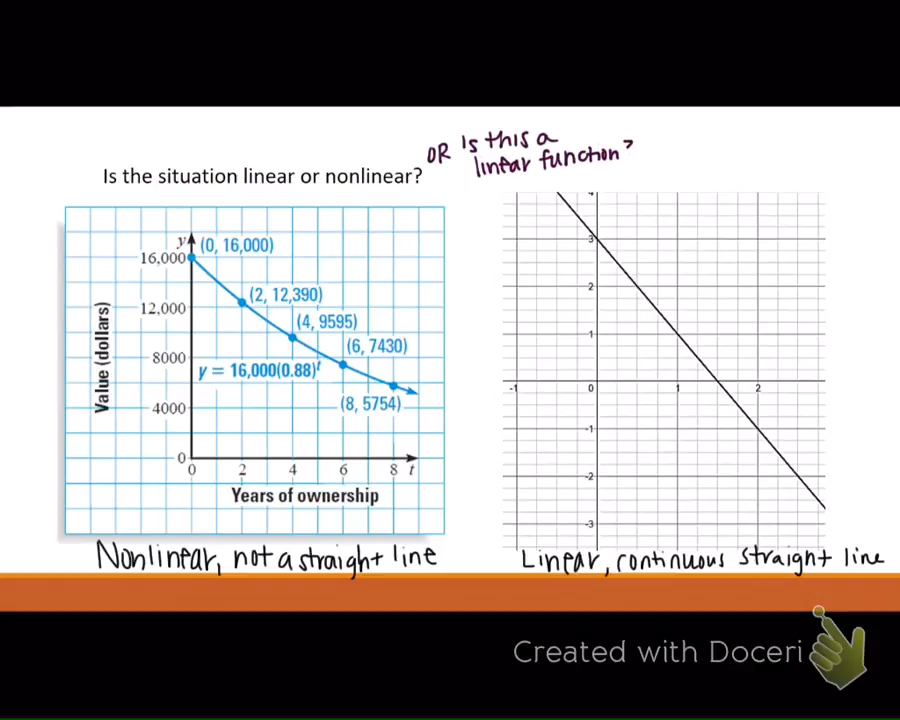 OR Is this a
linear function?
Is the situation linear or nonlinear?
y
(0, 16,000)
16,000
(2, 12,390)
12,000
(4, 9595)
(6, 7430)
8000
y = 16,000(0.88)ᵗ
4000
(8, 5754)
0
0 2 4 6 8 t
Value (dollars)
Years of ownership
4
3
2
1
-1 0 1 2
-1
-2
-3
Nonlinear, not a straight line
Linear, continuous straight line
Created with Doceri